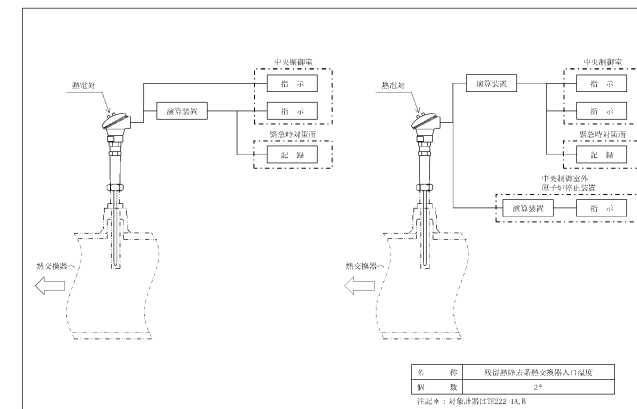 中央制御室
熱電対
指　示
演算装置
指　示
緊急時対策所
記　録
熱交換器へ
中央制御室
熱電対
演算装置
指　示
指　示
緊急時対策所
記　録
中央制御室外
原子炉停止装置
演算装置
指　示
熱交換器へ
名　称 残留熱除去系熱交換器入口温度
個　数 2*
注記*：対象計器はTE222-1A,B